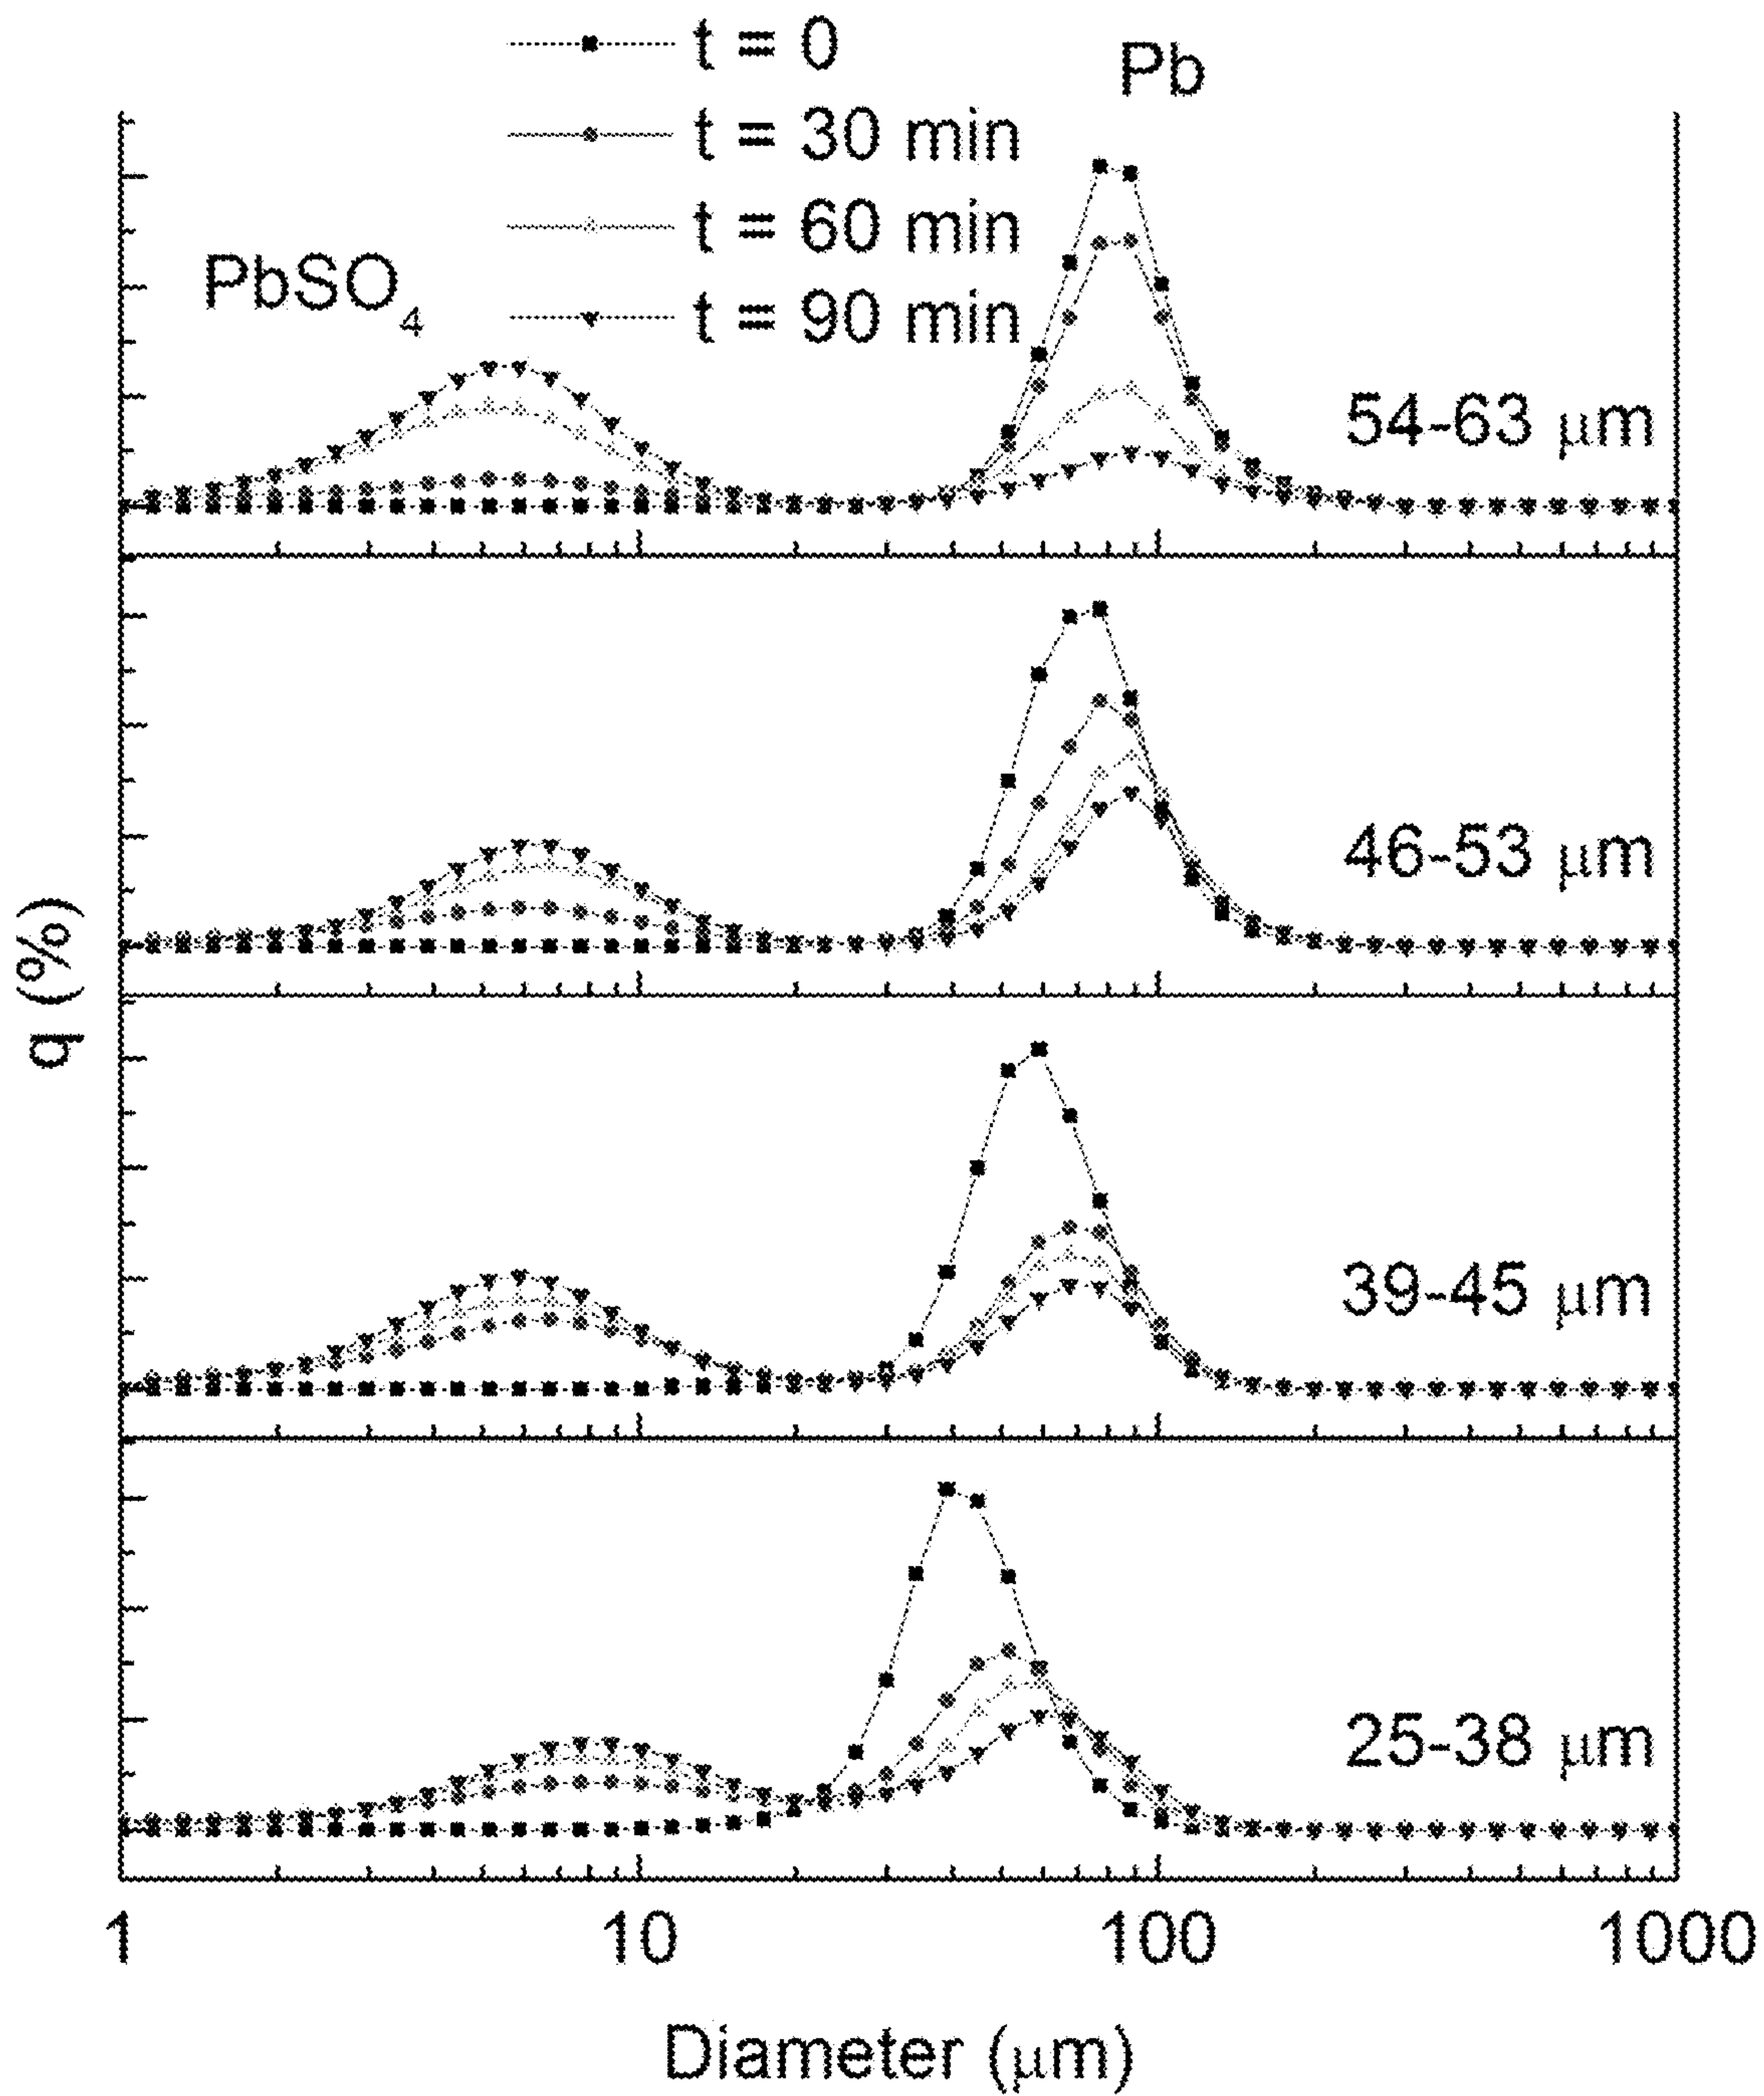 t = 0
Pb
t = 30 min
t = 60 min
PbSO₄
t = 90 min
54-63 μm
46-53 μm
q (%)
39-45 μm
25-38 μm
1 10 100 1000
Diameter (μm)